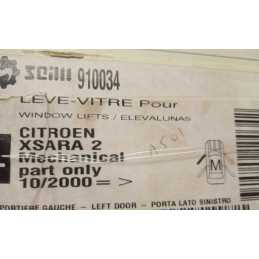 910034
LEVE-VITRE Pour
WINDOW LIFTS / ELEVALUNAS
CITROEN
XSARA 2
Mechanical
part only
10/2000=>
M
PORTIERE GAUCHE - LEFT DOOR - PORTA LATO SINISTRO